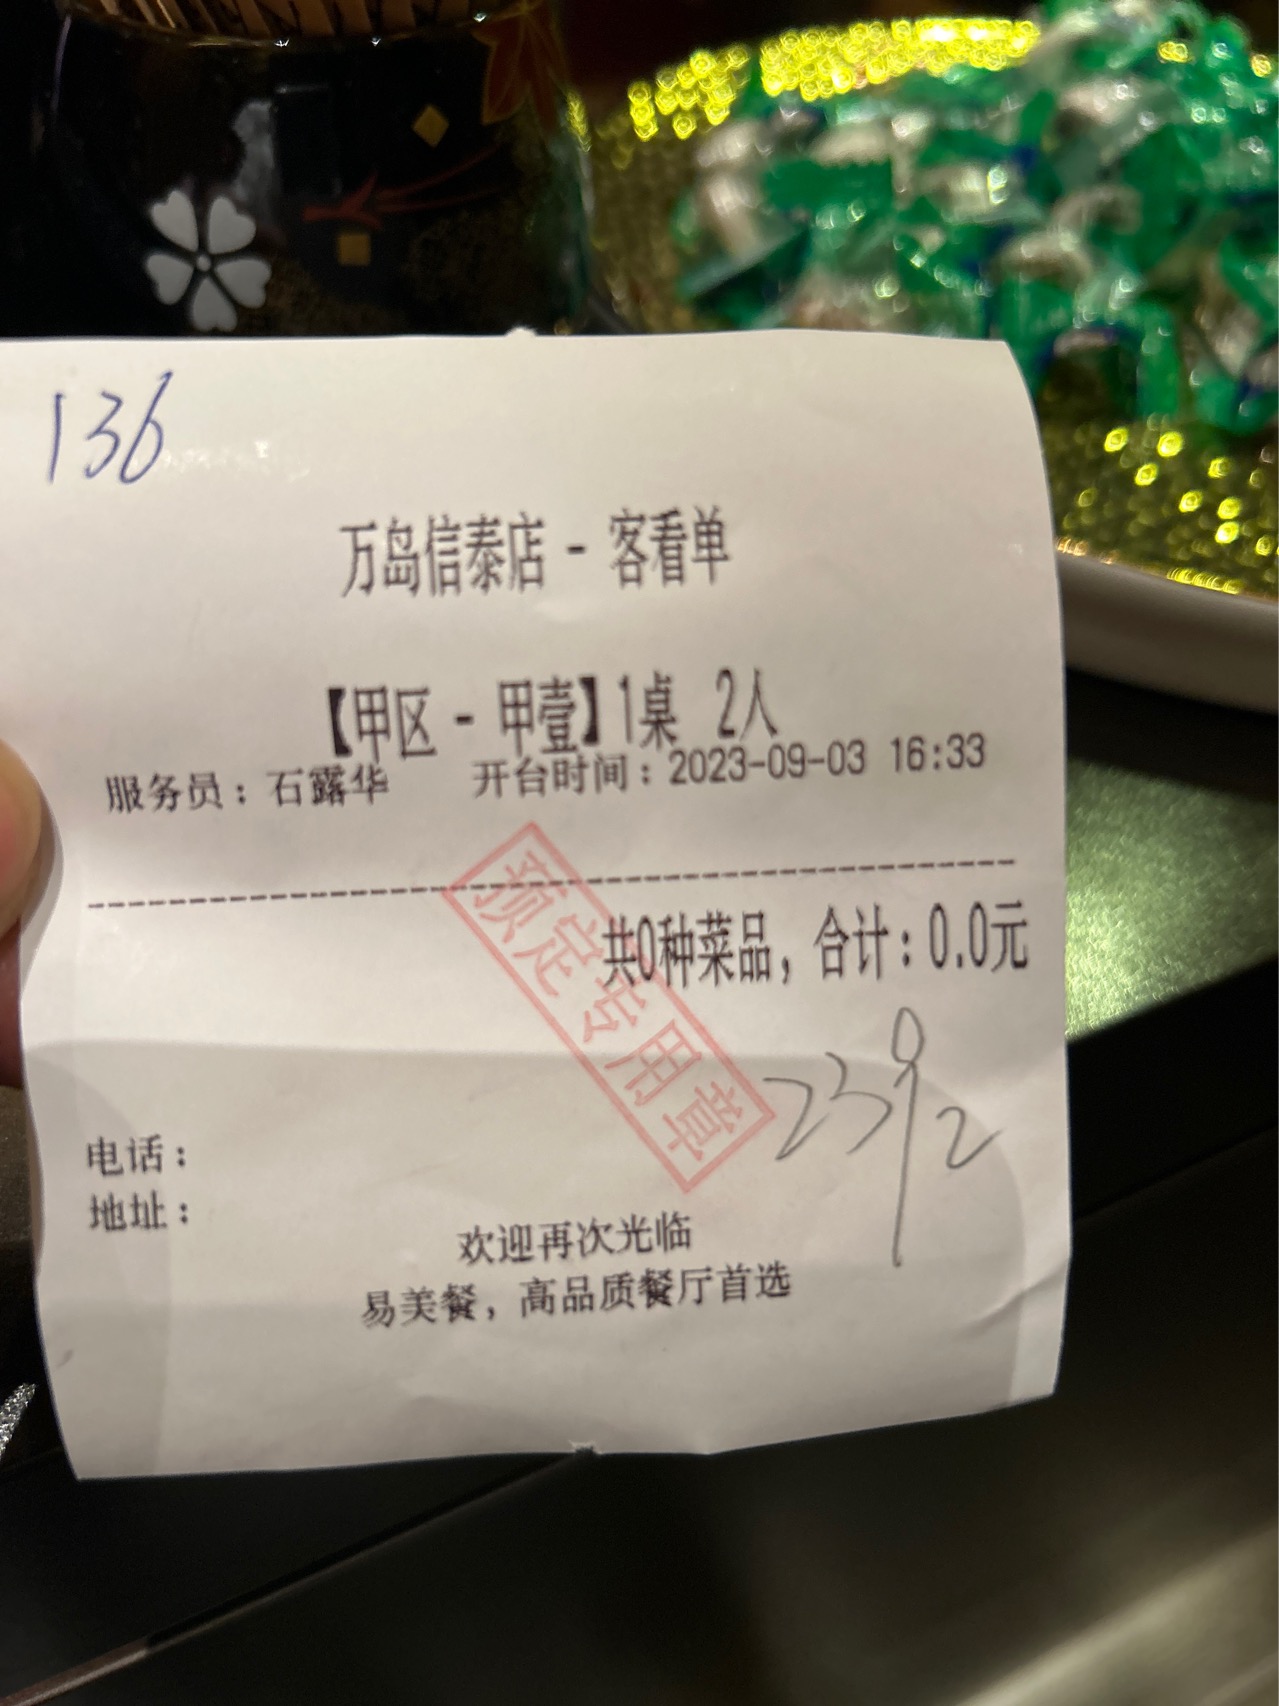 136
万岛信泰店 - 客看单
【甲区 - 甲壹】1桌 2人
服务员：石露华 开台时间：2023-09-03 16:33
预定专用章
共0种菜品，合计：0.0元
2392
电话：
地址：
欢迎再次光临
易美餐，高品质餐厅首选